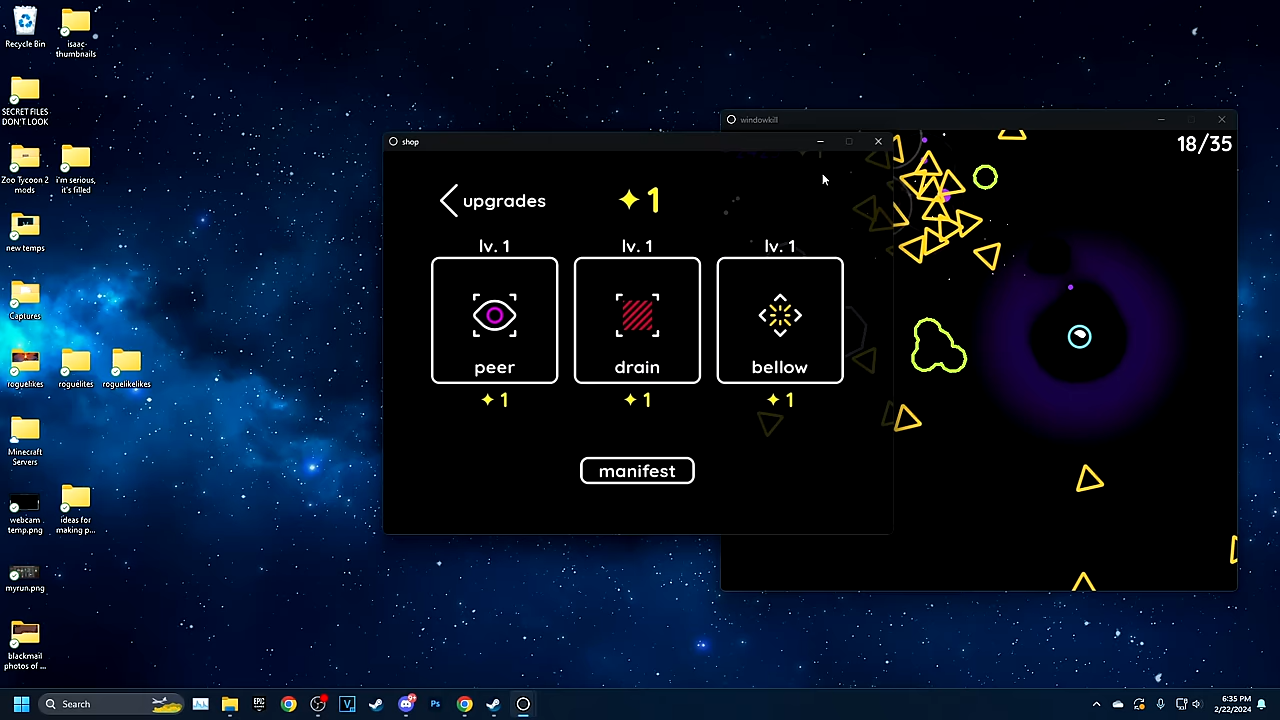 Recycle Bin
isaac-
thumbnails
SECRET FILES
DON'T LOOK
Zoo Tycoon 2
mods
i'm serious,
it's filled
new temps
Captures
roguelikes
roguelites
roguelikelikes
Minecraft
Servers
webcam
temp.png
ideas for
making p...
myrun.png
blackmail
photos of ...
windowkill
18/35
shop
upgrades
1
lv. 1
lv. 1
lv. 1
peer
drain
bellow
1
1
1
manifest
Search
EPIC
GAMES
V
Ps
6:35 PM
2/22/2024